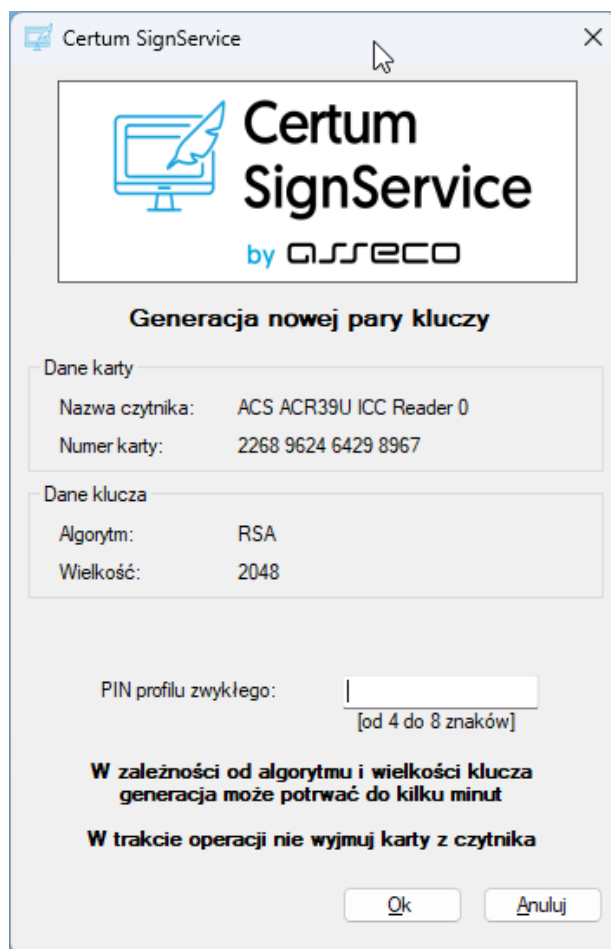 Certum SignService
Certum
SignService
by asseco
Generacja nowej pary kluczy
Dane karty
Nazwa czytnika: ACS ACR39U ICC Reader 0
Numer karty: 2268 9624 6429 8967
Dane klucza
Algorytm: RSA
Wielkość: 2048
PIN profilu zwykłego:
[od 4 do 8 znaków]
W zależności od algorytmu i wielkości klucza
generacja może potrwać do kilku minut
W trakcie operacji nie wyjmuj karty z czytnika
Ok Anuluj